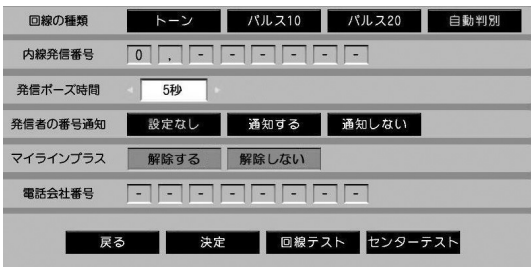 回線の種類 トーン パルス10 パルス20 自動判別
内線発信番号 0 . - - - - - -
発信ポーズ時間 5秒
発信者の番号通知 設定なし 通知する 通知しない
マイラインプラス 解除する 解除しない
電話会社番号 - - - - - - - -
戻る 決定 回線テスト センターテスト